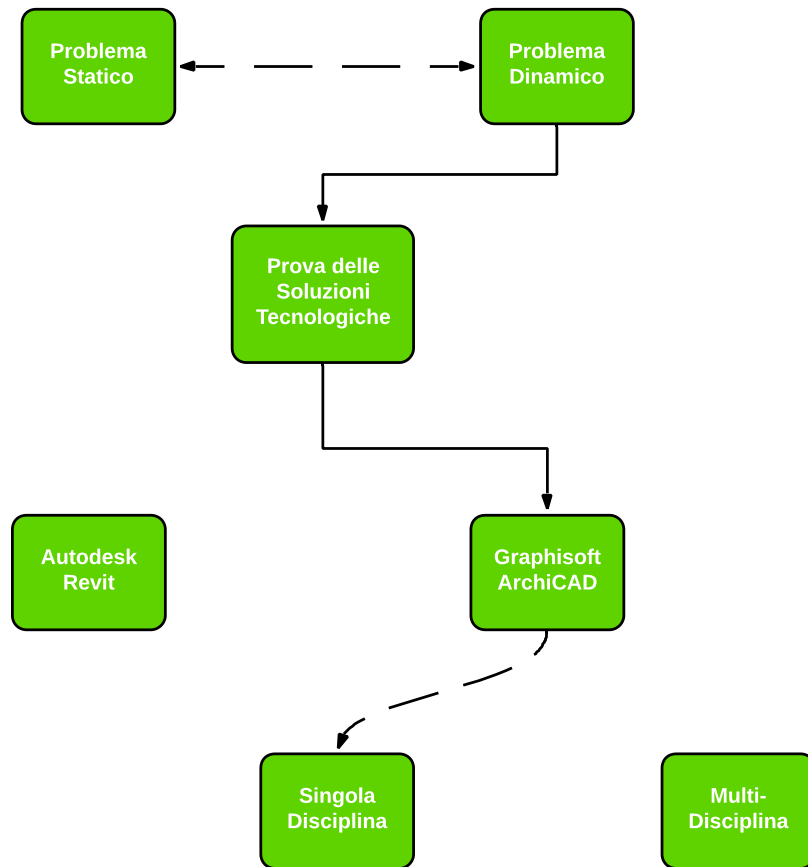 Problema
Statico
Problema
Dinamico
Prova delle
Soluzioni
Tecnologiche
Autodesk
Revit
Graphisoft
ArchiCAD
Singola
Disciplina
Multi-
Disciplina